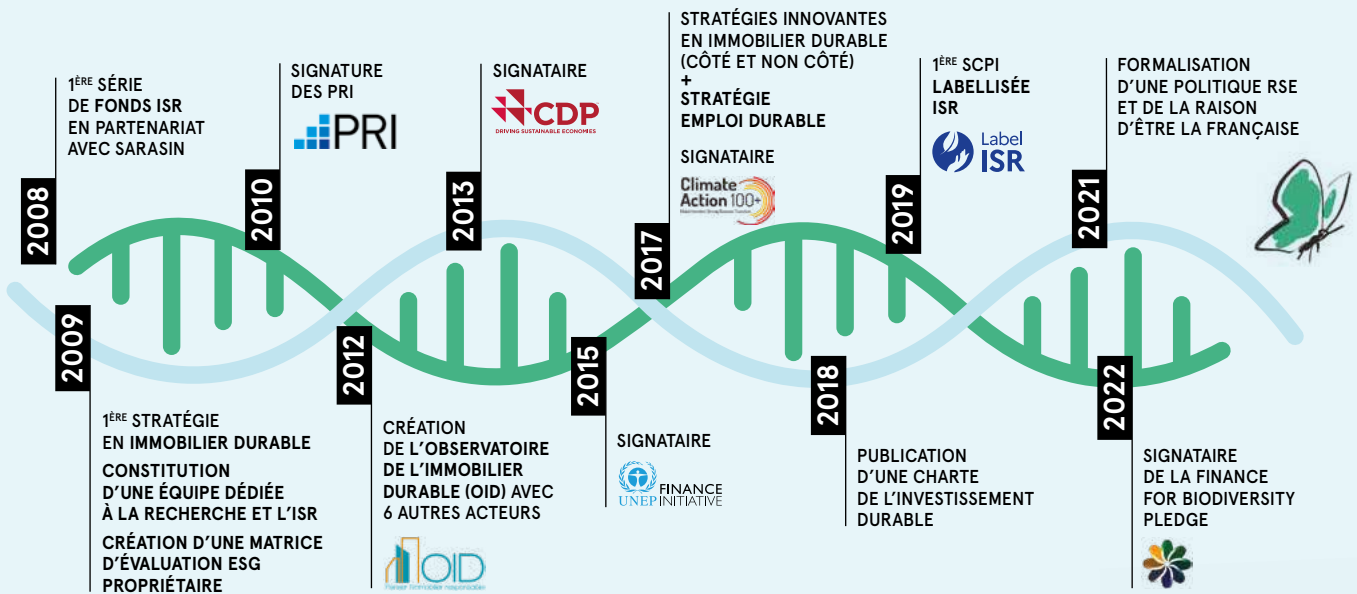 2008
1ÈRE SÉRIE
DE FONDS ISR
EN PARTENARIAT
AVEC SARASIN
2009
1ÈRE STRATÉGIE
EN IMMOBILIER DURABLE
CONSTITUTION
D'UNE ÉQUIPE DÉDIÉE
À LA RECHERCHE ET L'ISR
CRÉATION D'UNE MATRICE
D'ÉVALUATION ESG
PROPRIÉTAIRE
2010
SIGNATURE
DES PRI
PRI
2012
CRÉATION
DE L'OBSERVATOIRE
DE L'IMMOBILIER
DURABLE (OID) AVEC
6 AUTRES ACTEURS
OID
Penser l'immobilier responsable
2013
SIGNATAIRE
CDP
DRIVING SUSTAINABLE ECONOMIES
2015
SIGNATAIRE
UNEP
FINANCE
INITIATIVE
2017
STRATÉGIES INNOVANTES
EN IMMOBILIER DURABLE
(CÔTÉ ET NON CÔTÉ)
+
STRATÉGIE
EMPLOI DURABLE
SIGNATAIRE
Climate
Action 100+
2018
PUBLICATION
D'UNE CHARTE
DE L'INVESTISSEMENT
DURABLE
2019
1ÈRE SCPI
LABELLISÉE
ISR
Label
ISR
2021
FORMALISATION
D'UNE POLITIQUE RSE
ET DE LA RAISON
D'ÊTRE LA FRANÇAISE
2022
SIGNATAIRE
DE LA FINANCE
FOR BIODIVERSITY
PLEDGE